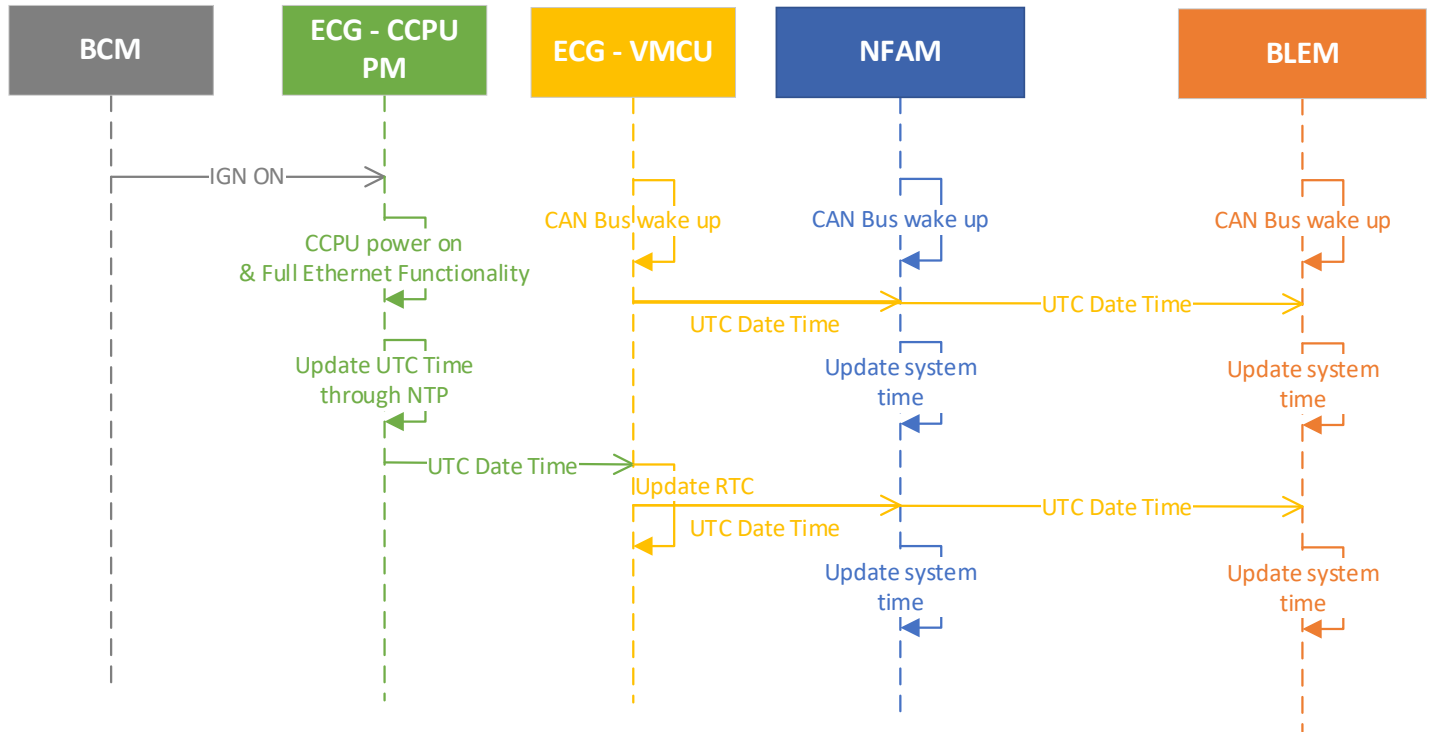 BCM
ECG - CCPU
PM
ECG - VMCU
NFAM
BLEM
IGN ON
CAN Bus wake up
CAN Bus wake up
CAN Bus wake up
CCPU power on
& Full Ethernet Functionality
UTC Date Time
UTC Date Time
Update UTC Time
through NTP
Update system
time
Update system
time
UTC Date Time
Update RTC
UTC Date Time
UTC Date Time
Update system
time
Update system
time